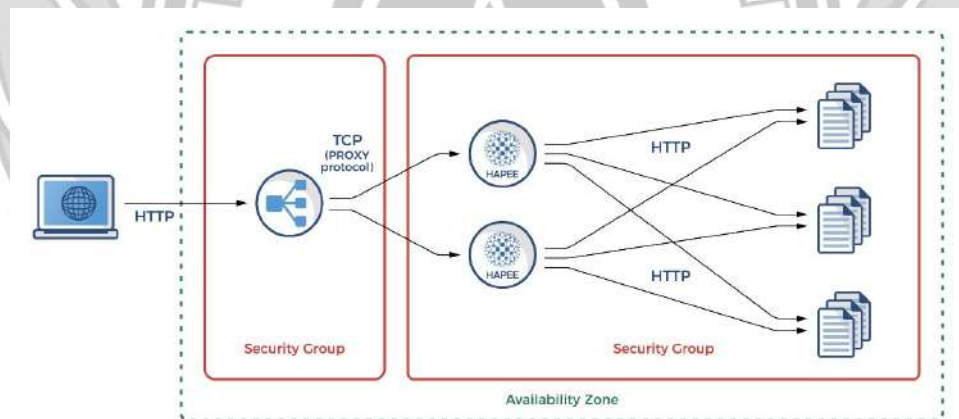 TCP
(PROXY
protocol)
HTTP
HAPEE
HTTP
HAPEE
HTTP
Security Group
Security Group
Availability Zone